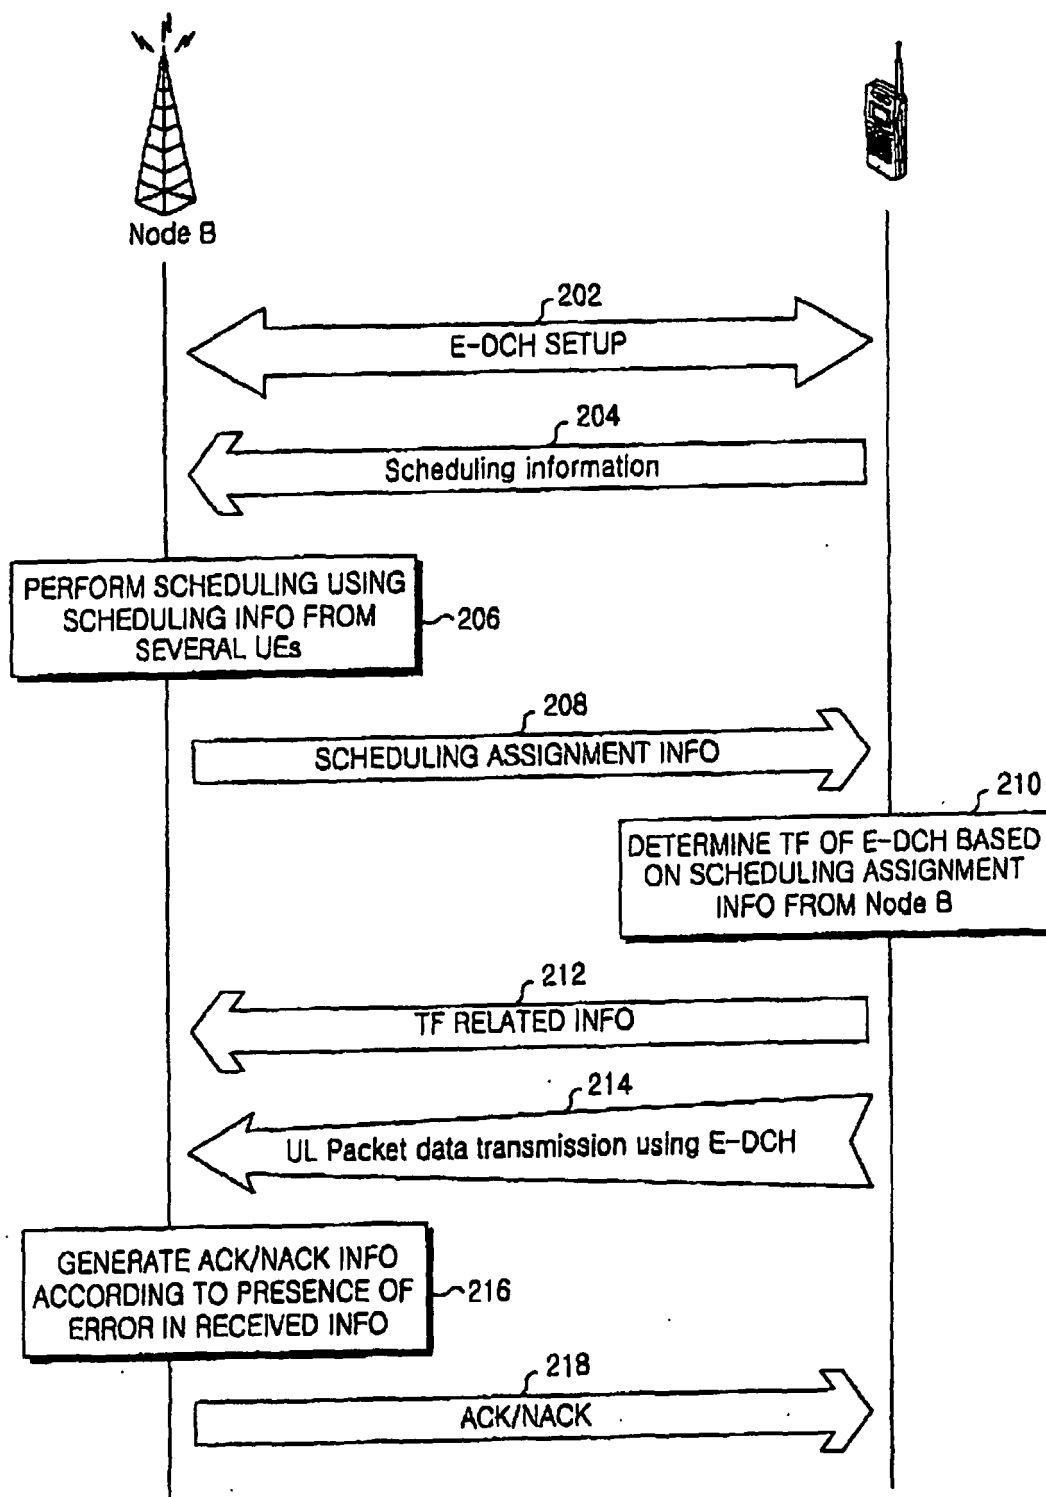 Node B
202
E-DCH SETUP
204
Scheduling information
PERFORM SCHEDULING USING
SCHEDULING INFO FROM
SEVERAL UEs
206
208
SCHEDULING ASSIGNMENT INFO
210
DETERMINE TF OF E-DCH BASED
ON SCHEDULING ASSIGNMENT
INFO FROM Node B
212
TF RELATED INFO
214
UL Packet data transmission using E-DCH
GENERATE ACK/NACK INFO
ACCORDING TO PRESENCE OF
ERROR IN RECEIVED INFO
216
218
ACK/NACK